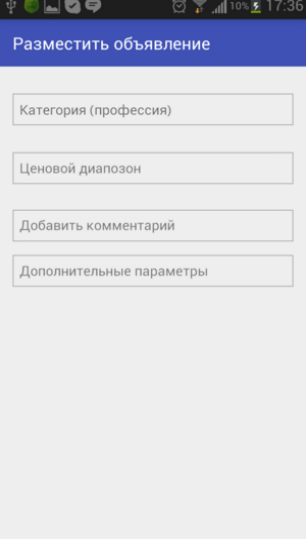 10% 17:36
Разместить объявление
Категория (профессия)
Ценовой диапозон
Добавить комментарий
Дополнительные параметры